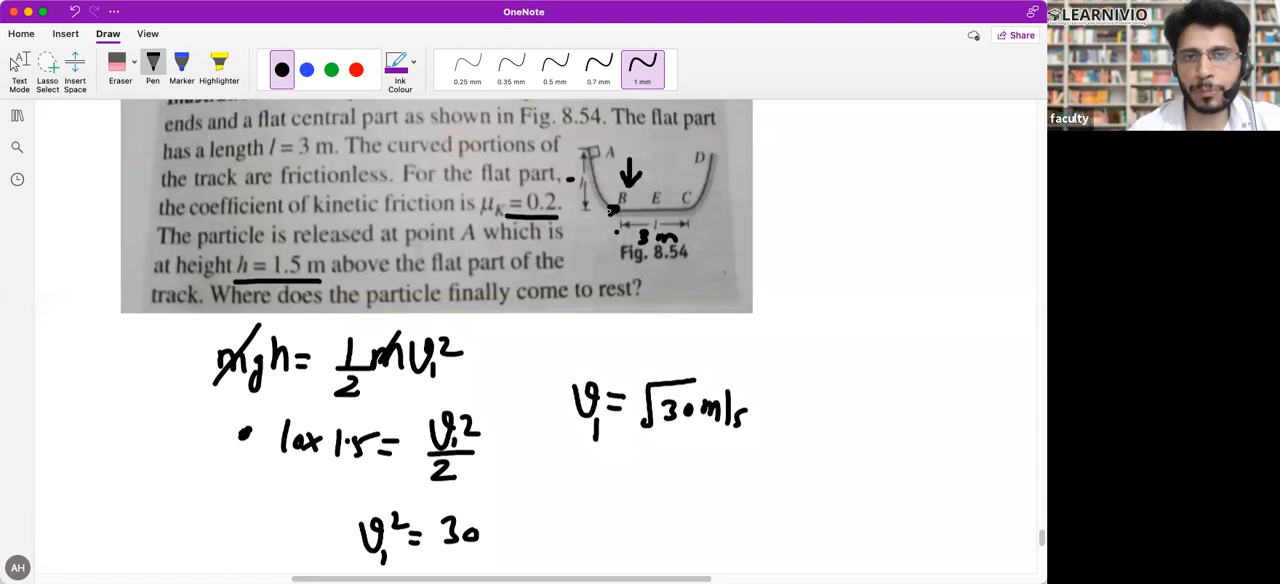 OneNote
Home Insert Draw View
Share
Text Mode
Lasso Select
Insert Space
Eraser
Pen
Marker
Highlighter
Ink Colour
0.25 mm
0.35 mm
0.5 mm
0.7 mm
1 mm
LEARNIVIO
faculty
ends and a flat central part as shown in Fig. 8.54. The flat part
has a length l = 3 m. The curved portions of
the track are frictionless. For the flat part,
the coefficient of kinetic friction is μK = 0.2.
The particle is released at point A which is
at height h = 1.5 m above the flat part of the
track. Where does the particle finally come to rest?
A D
B E C
l
3 m
Fig. 8.54
mgh = 1/2 mv₁²
10x 1.5 = v₁²/2
v₁² = 30
v₁ = √30 m/s
AH